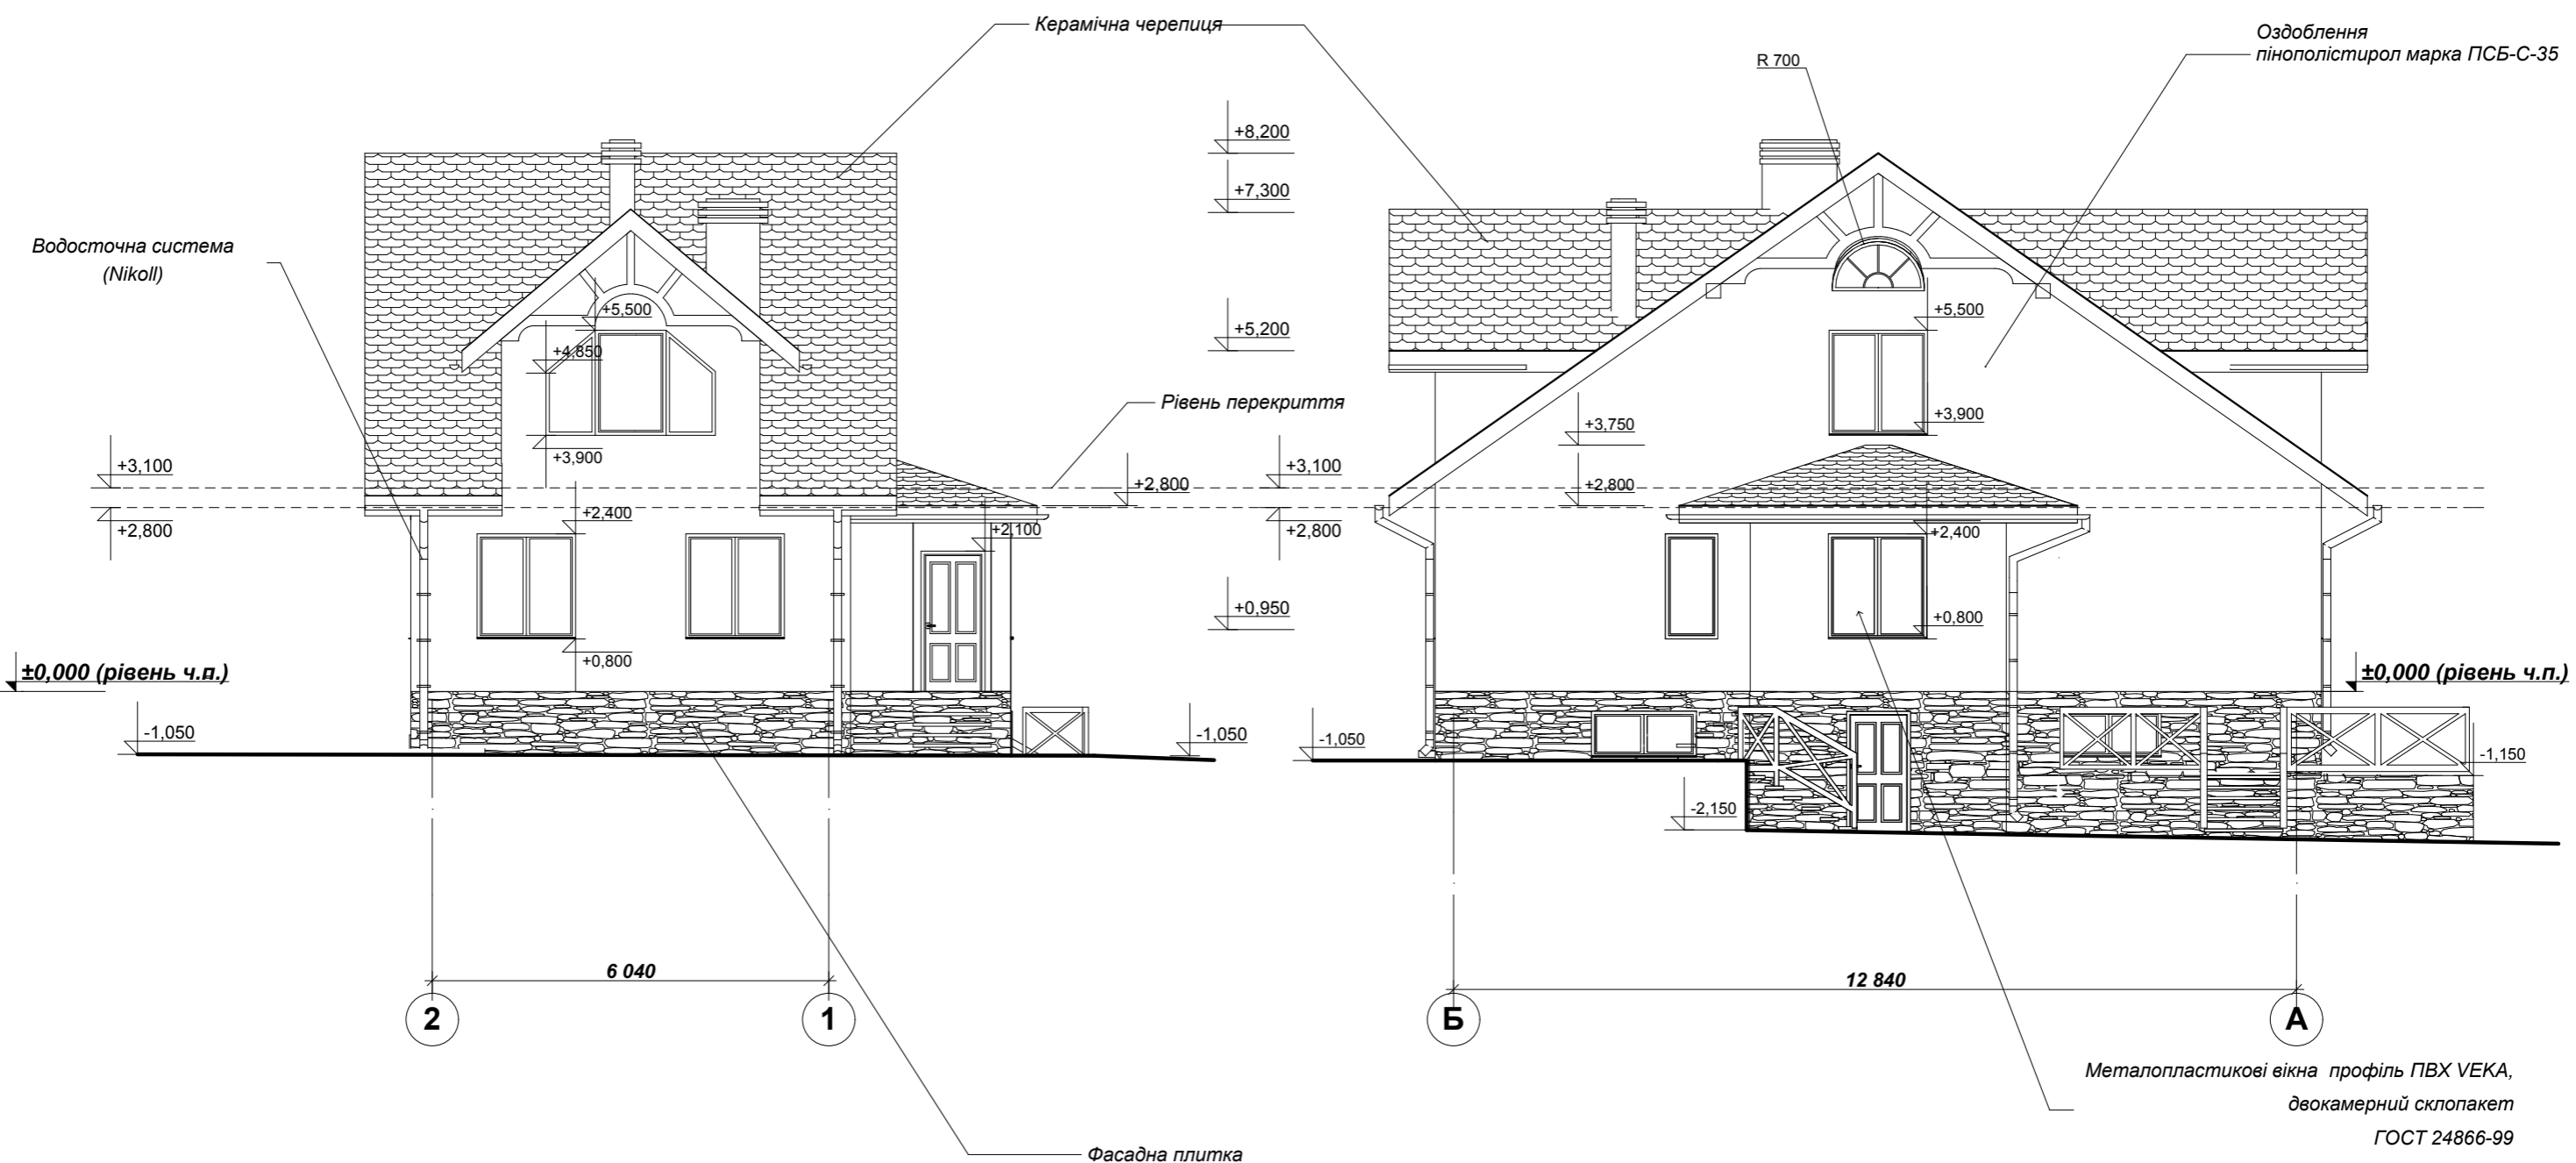 Керамічна черепиця
Оздоблення
пінополістирол марка ПСБ-С-35
R 700
+8,200
+7,300
Водосточна система
(Nikoll)
+5,500
+4,850
+5,200
+5,500
Рівень перекриття
+3,900
+3,900
+3,750
+3,100
+2,800
+3,100
+2,800
+2,800
+2,400
+2,100
+2,800
+2,400
+0,950
+0,800
+0,800
±0,000 (рівень ч.п.)
±0,000 (рівень ч.п.)
-1,050
-1,050
-1,050
-1,150
-2,150
6 040
12 840
2
1
Б
А
Металопластикові вікна профіль ПВХ VEKA,
двокамерний склопакет
ГОСТ 24866-99
Фасадна плитка